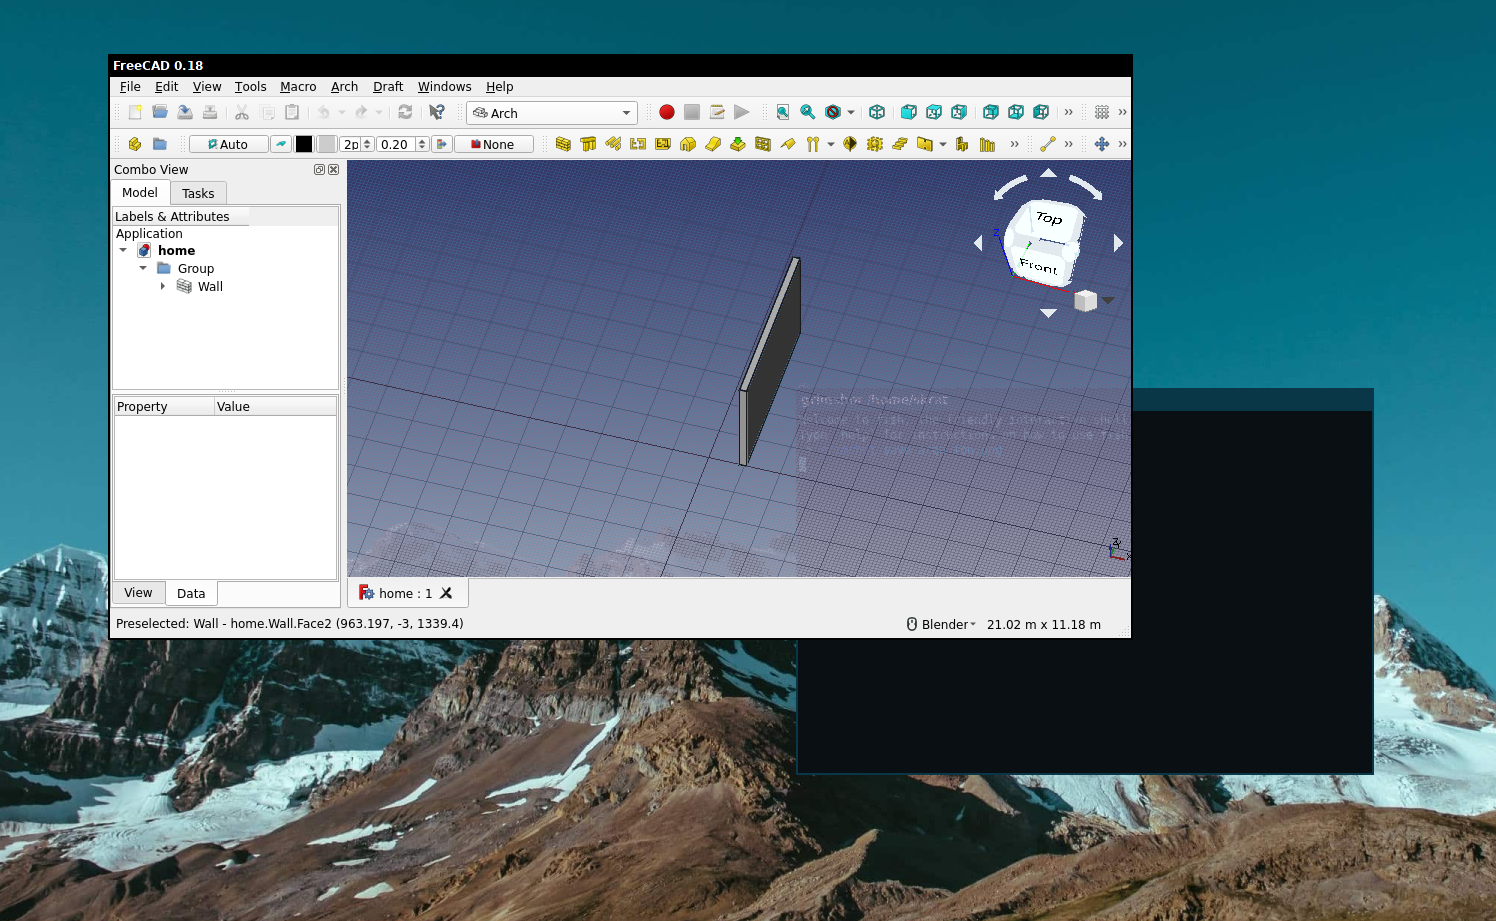 FreeCAD 0.18
File Edit View Tools Macro Arch Draft Windows Help
Arch
Auto 2p 0.20 None
Combo View
Model Tasks
Labels & Attributes
Application
home
Group
Wall
Property Value
View Data
Top
Front
Z
home : 1
Preselected: Wall - home.Wall.Face2 (963.197, -3, 1339.4)
Blender 21.02 m x 11.18 m